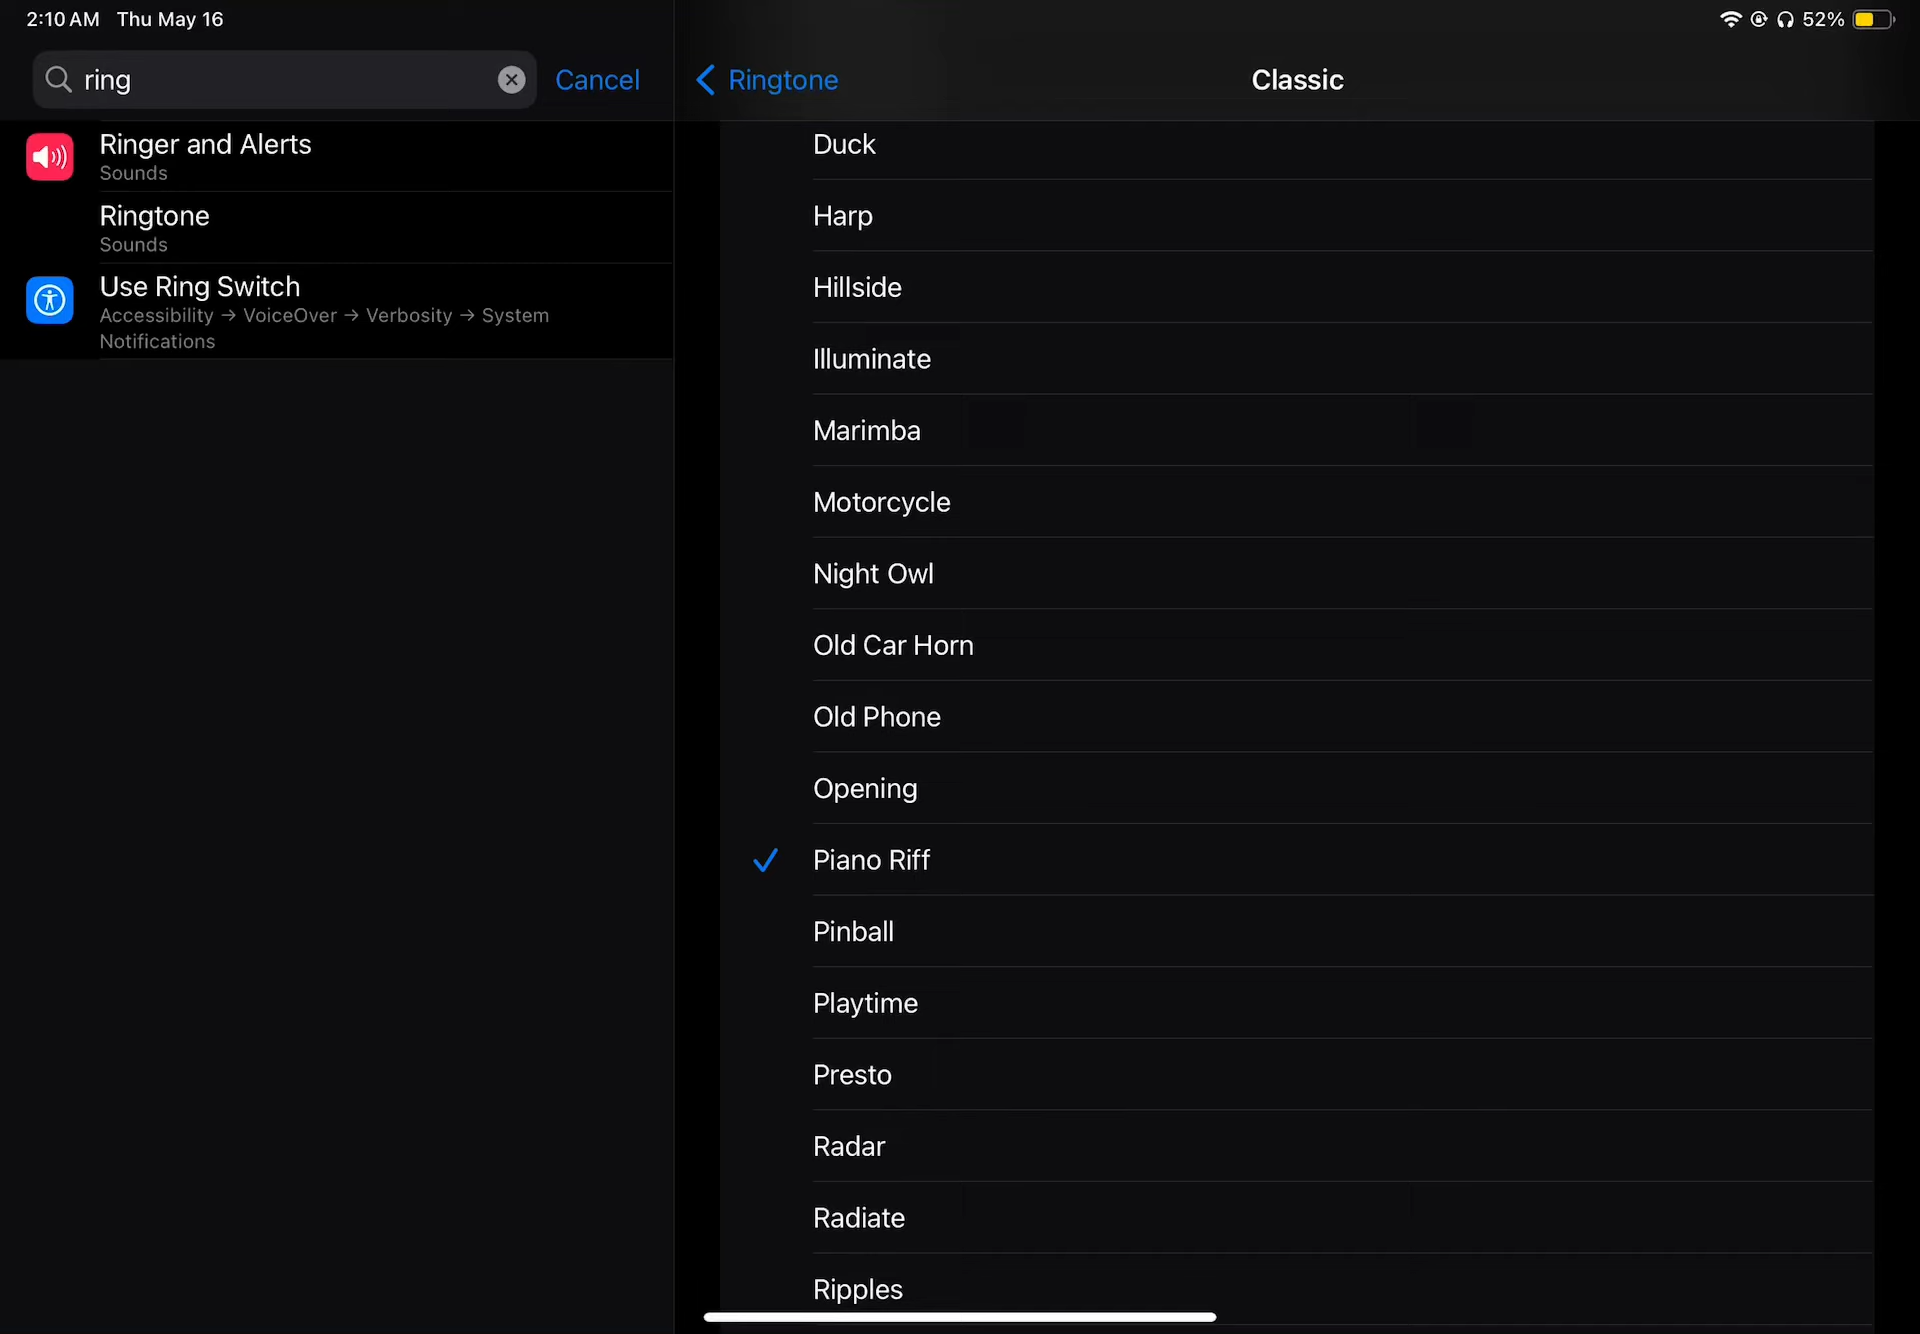 2:10 AM Thu May 16
52%
ring
Cancel
Ringer and Alerts
Sounds
Ringtone
Sounds
Use Ring Switch
Accessibility → VoiceOver → Verbosity → System
Notifications
Ringtone
Classic
Duck
Harp
Hillside
Illuminate
Marimba
Motorcycle
Night Owl
Old Car Horn
Old Phone
Opening
Piano Riff
Pinball
Playtime
Presto
Radar
Radiate
Ripples